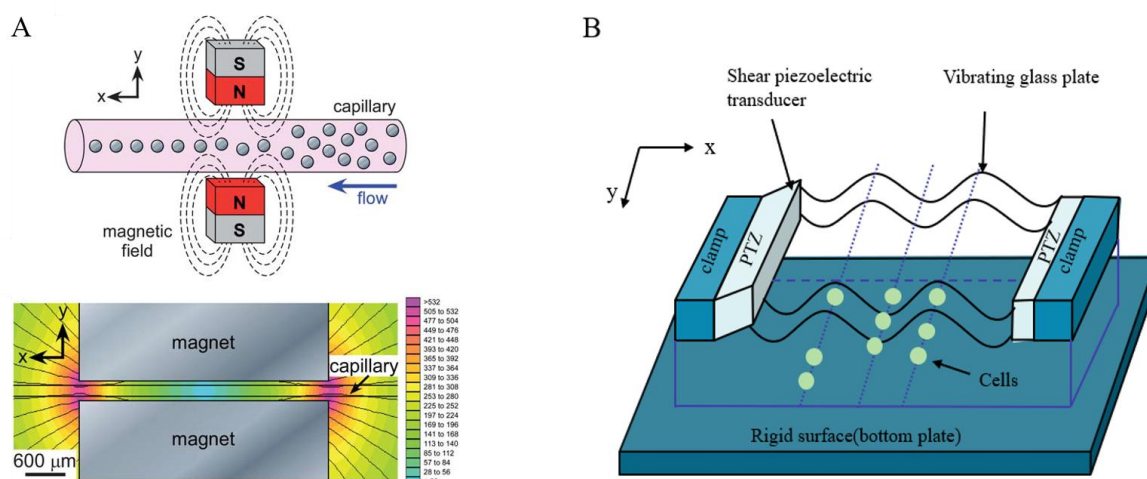 A
y
x
S
N
capillary
N
S
flow
magnetic
field
y
x
magnet
capillary
magnet
600 μm
>532
505 to 532
477 to 504
449 to 476
421 to 448
393 to 420
365 to 392
337 to 364
309 to 336
281 to 308
253 to 280
225 to 252
197 to 224
169 to 196
141 to 168
113 to 140
85 to 112
57 to 84
28 to 56
B
Shear piezoelectric
transducer
Vibrating glass plate
x
y
clamp
PTZ
PTZ
clamp
Cells
Rigid surface(bottom plate)